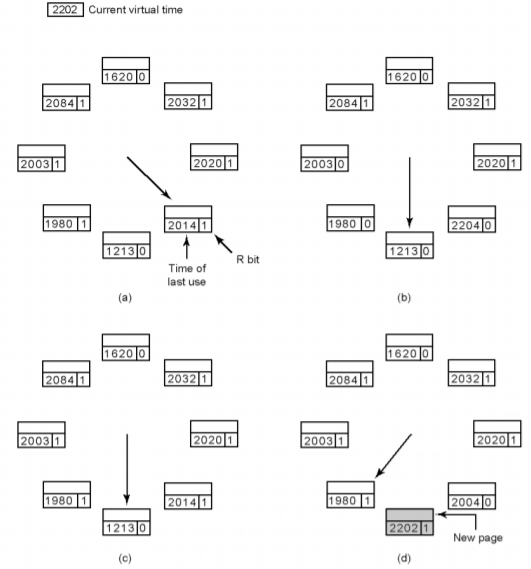 2202 Current virtual time
1620 0 1620 0
2084 1 2032 1 2084 1 2032 1
2003 1 2020 1 2003 0 2020 1
1980 1 2014 1 1980 0 2204 0
1213 0 1213 0
R bit
Time of
last use
(a) (b)
1620 0 1620 0
2084 1 2032 1 2084 1 2032 1
2003 1 2020 1 2003 1 2020 1
1980 1 2014 1 1980 1 2004 0
1213 0 2202 1
New page
(c) (d)